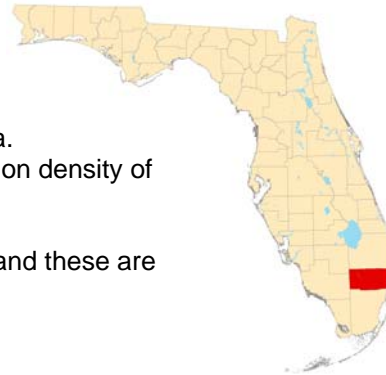 a.
on density of
and these are